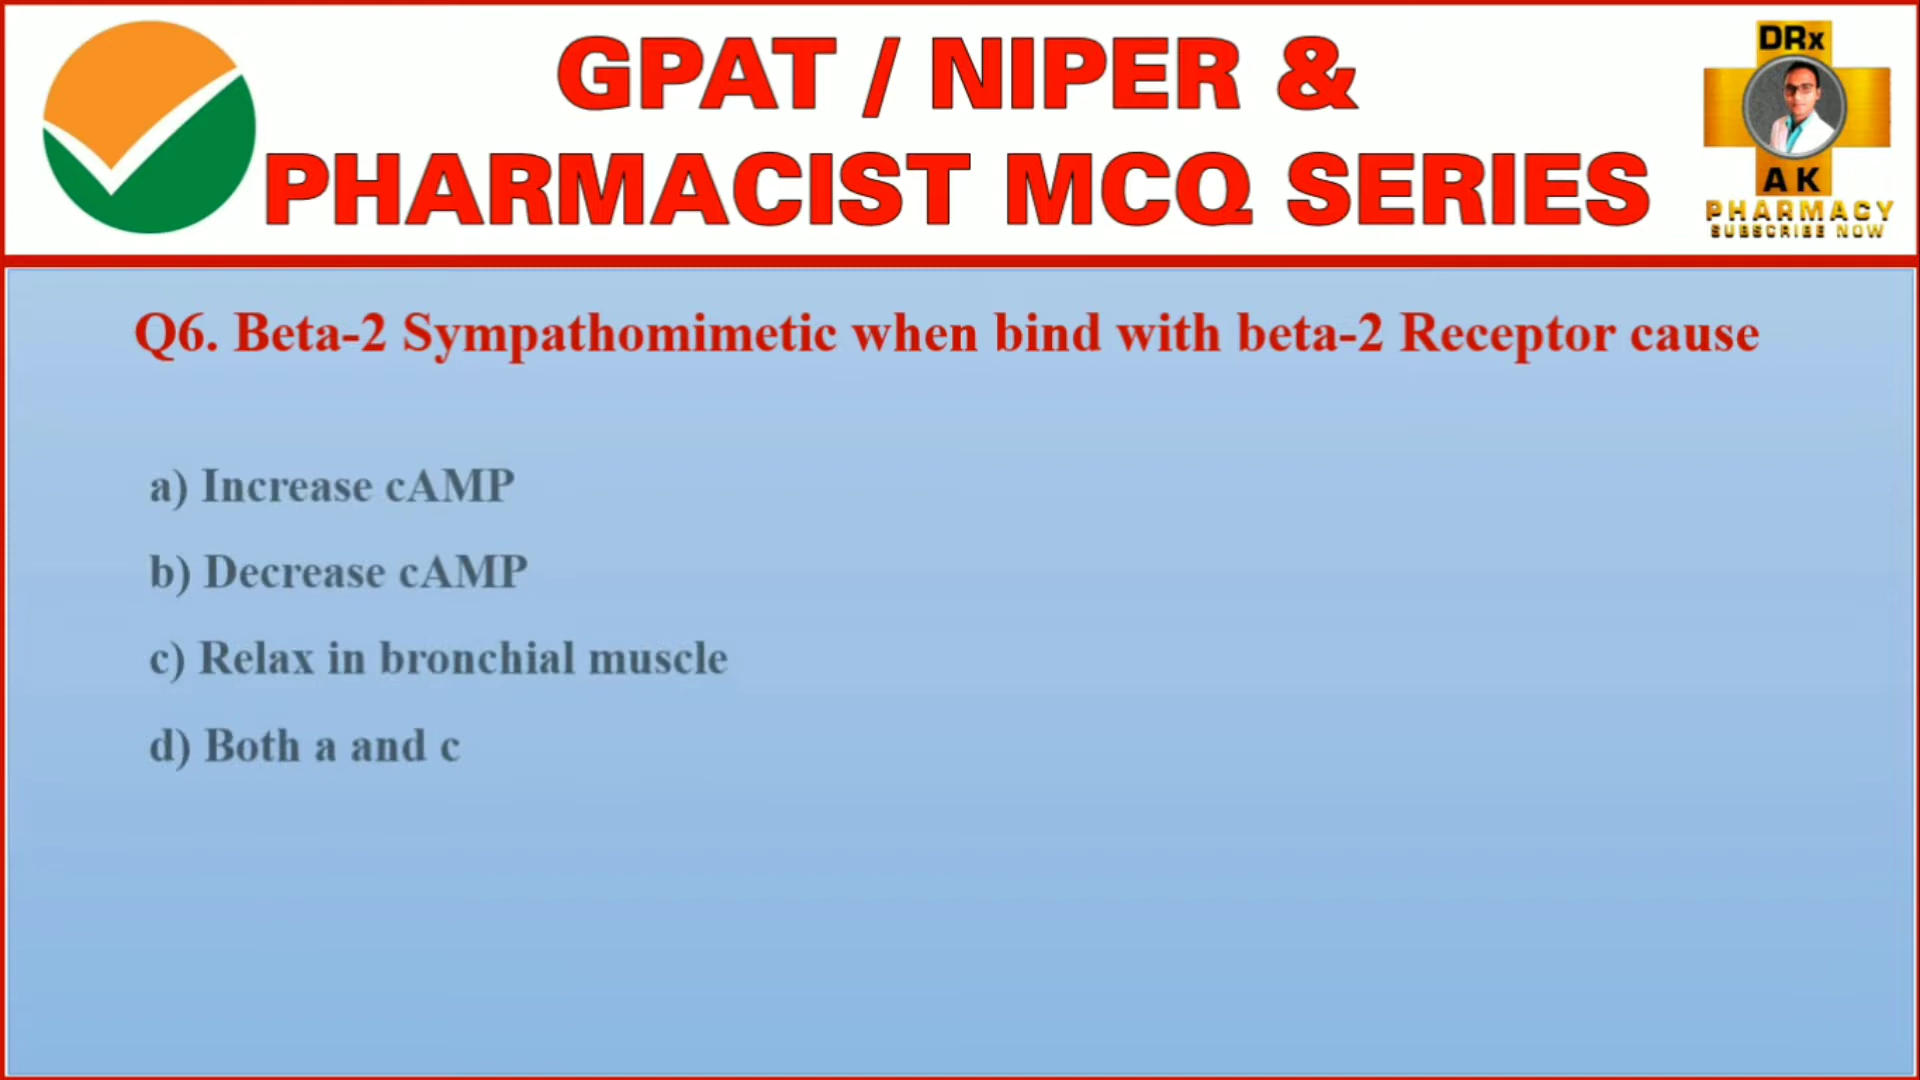 GPAT / NIPER &
PHARMACIST MCQ SERIES
DRx
AK
PHARMACY
SUBSCRIBE NOW
Q6. Beta-2 Sympathomimetic when bind with beta-2 Receptor cause
a) Increase cAMP
b) Decrease cAMP
c) Relax in bronchial muscle
d) Both a and c